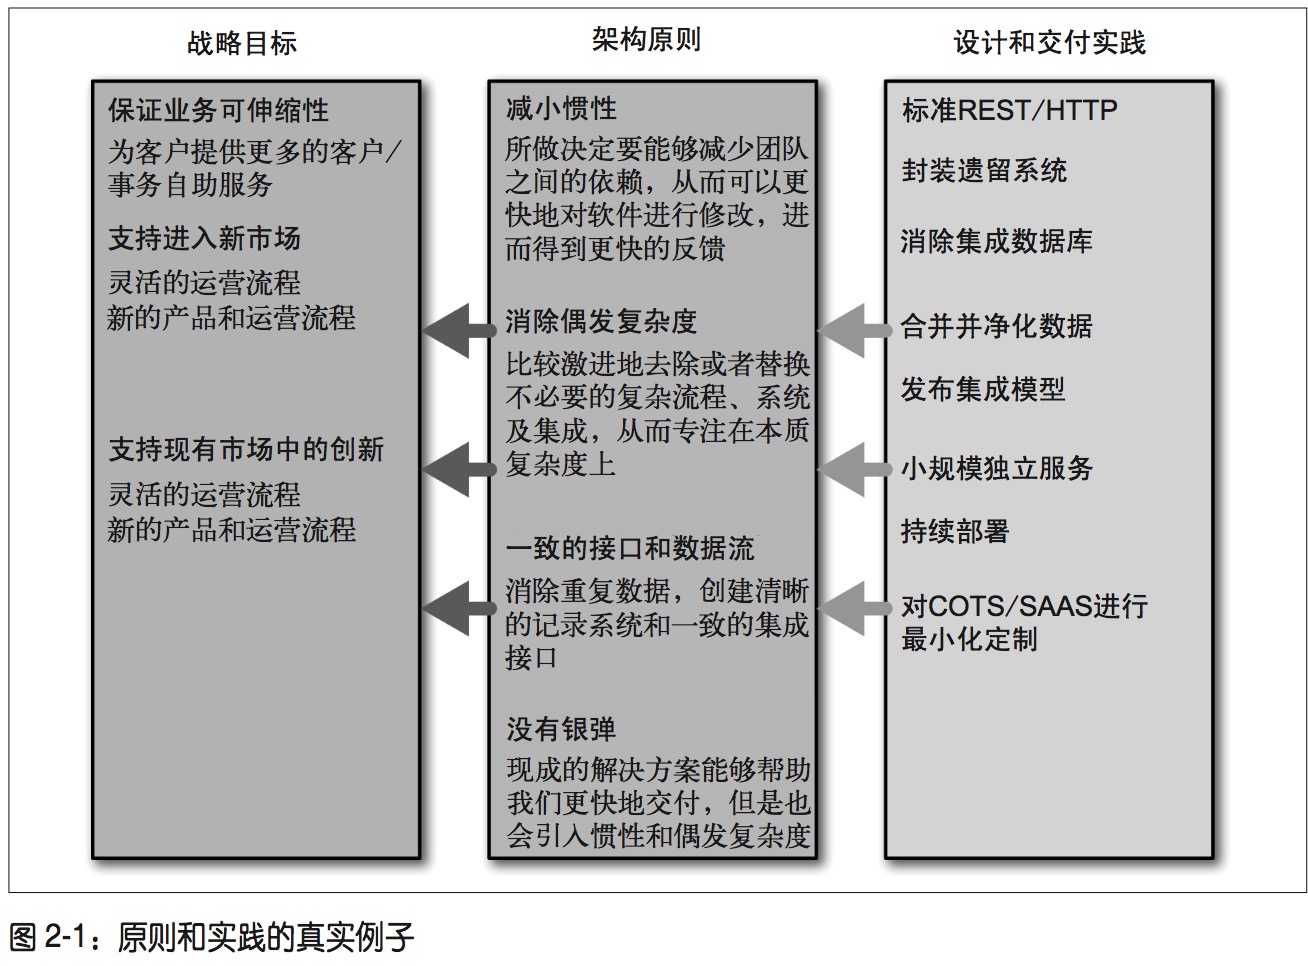 战略目标
保证业务可伸缩性
为客户提供更多的客户/
事务自助服务
支持进入新市场
灵活的运营流程
新的产品和运营流程
支持现有市场中的创新
灵活的运营流程
新的产品和运营流程
架构原则
减小惯性
所做决定要能够减少团队
之间的依赖，从而可以更
快地对软件进行修改，进
而得到更快的反馈
消除偶发复杂度
比较激进地去除或者替换
不必要的复杂流程、系统
及集成，从而专注在本质
复杂度上
一致的接口和数据流
消除重复数据，创建清晰
的记录系统和一致的集成
接口
没有银弹
现成的解决方案能够帮助
我们更快地交付，但是也
会引入惯性和偶发复杂度
设计和交付实践
标准REST/HTTP
封装遗留系统
消除集成数据库
合并并净化数据
发布集成模型
小规模独立服务
持续部署
对COTS/SAAS进行
最小化定制
图 2-1：原则和实践的真实例子